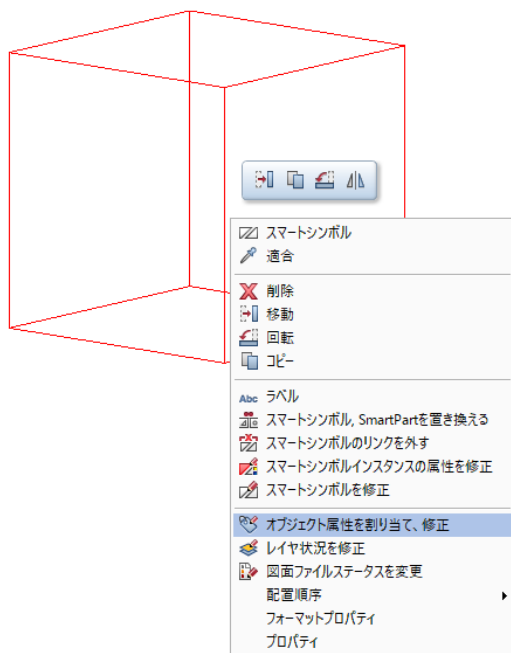 スマートシンボル
適合
削除
移動
回転
コピー
Abc ラベル
スマートシンボル, SmartPartを置き換える
スマートシンボルのリンクを外す
スマートシンボルインスタンスの属性を修正
スマートシンボルを修正
オブジェクト属性を割り当て、修正
レイヤ状況を修正
図面ファイルステータスを変更
配置順序
フォーマットプロパティ
プロパティ